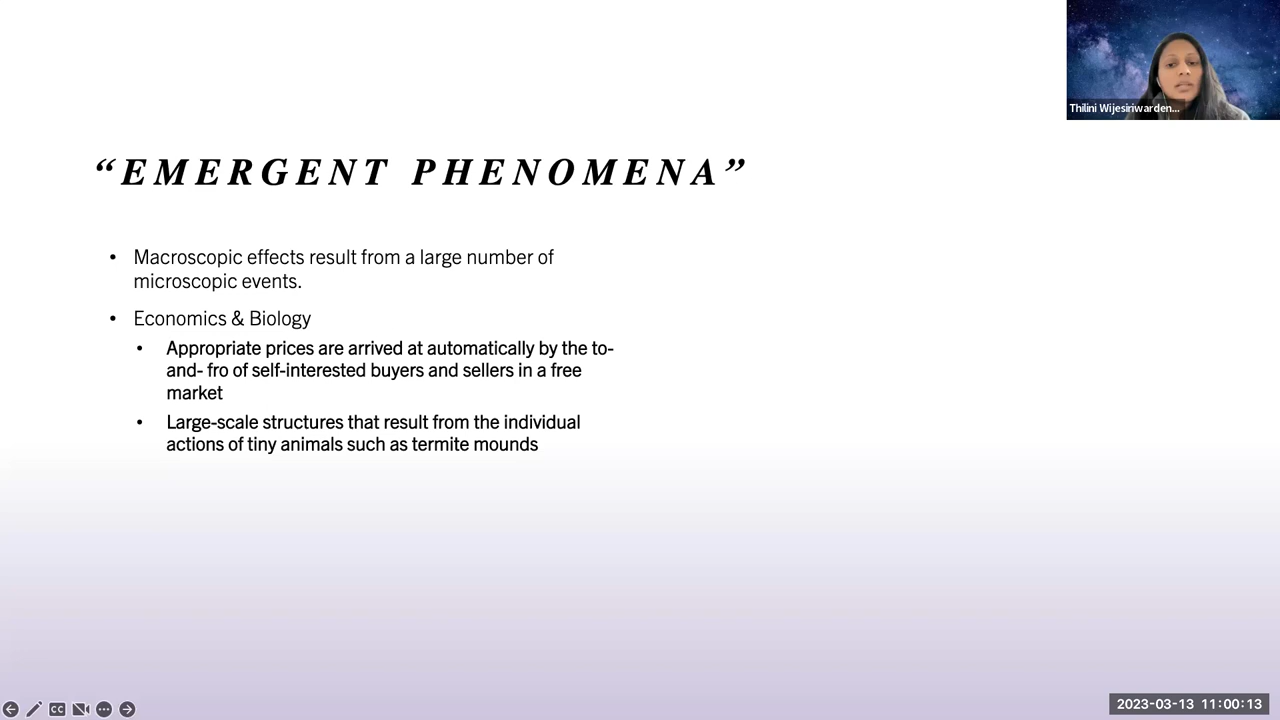 Thilini Wijesiriwarden...
“EMERGENT PHENOMENA”
• Macroscopic effects result from a large number of
microscopic events.
• Economics & Biology
• Appropriate prices are arrived at automatically by the to-
and- fro of self-interested buyers and sellers in a free
market
• Large-scale structures that result from the individual
actions of tiny animals such as termite mounds
CC
2023-03-13 11:00:13